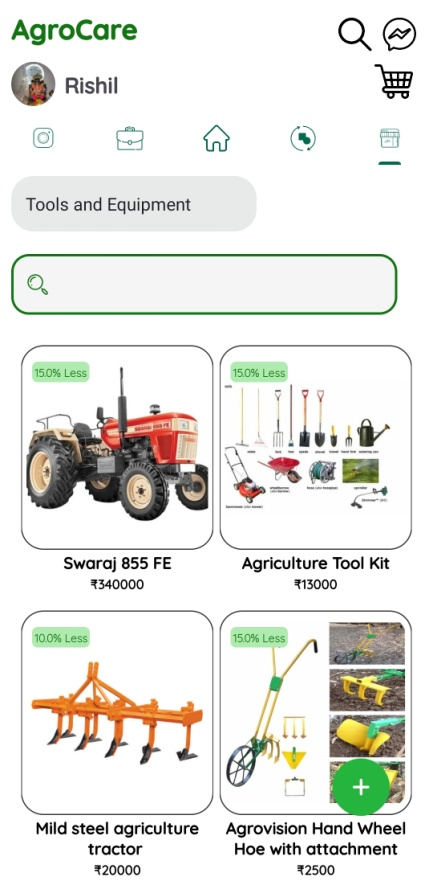 AgroCare
Rishil
Tools and Equipment
15.0% Less
15.0% Less
Swaraj 855 FE
Agriculture Tool Kit
₹340000
₹13000
10.0% Less
15.0% Less
Mild steel agriculture
tractor
Agrovision Hand Wheel
Hoe with attachment
₹20000
₹2500